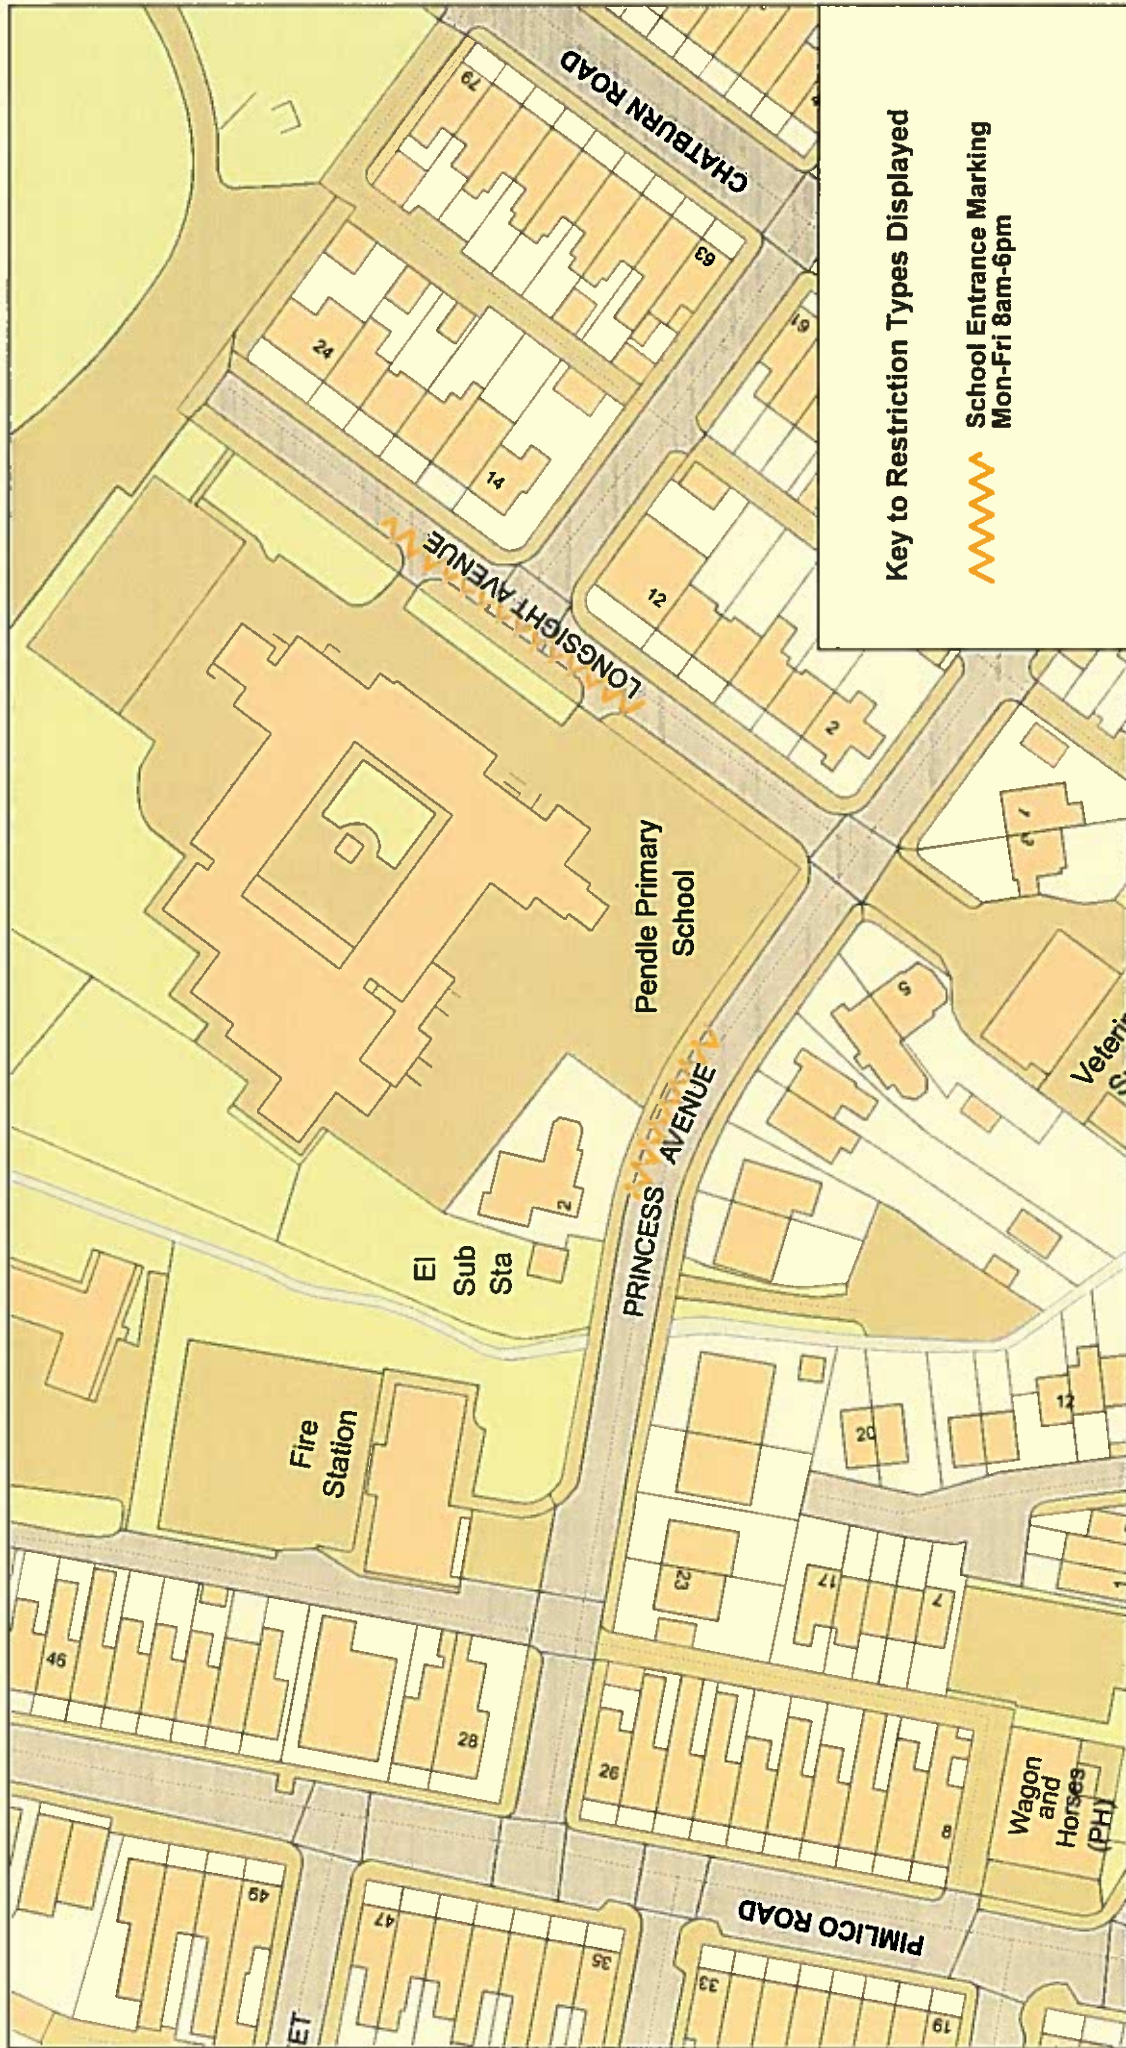 CHATBURN ROAD
79
63
61
24
14
12
2
LONGSIGHT AVENUE
Key to Restriction Types Displayed
School Entrance Marking
Mon-Fri 8am-6pm
Pendle Primary
School
1
3
5
PRINCESS AVENUE
2
El
Sub
Sta
Fire
Station
20
12
23
17
7
46
28
26
8
Wagon
and
Horses
(PH)
49
47
35
33
19
PIMLICO ROAD